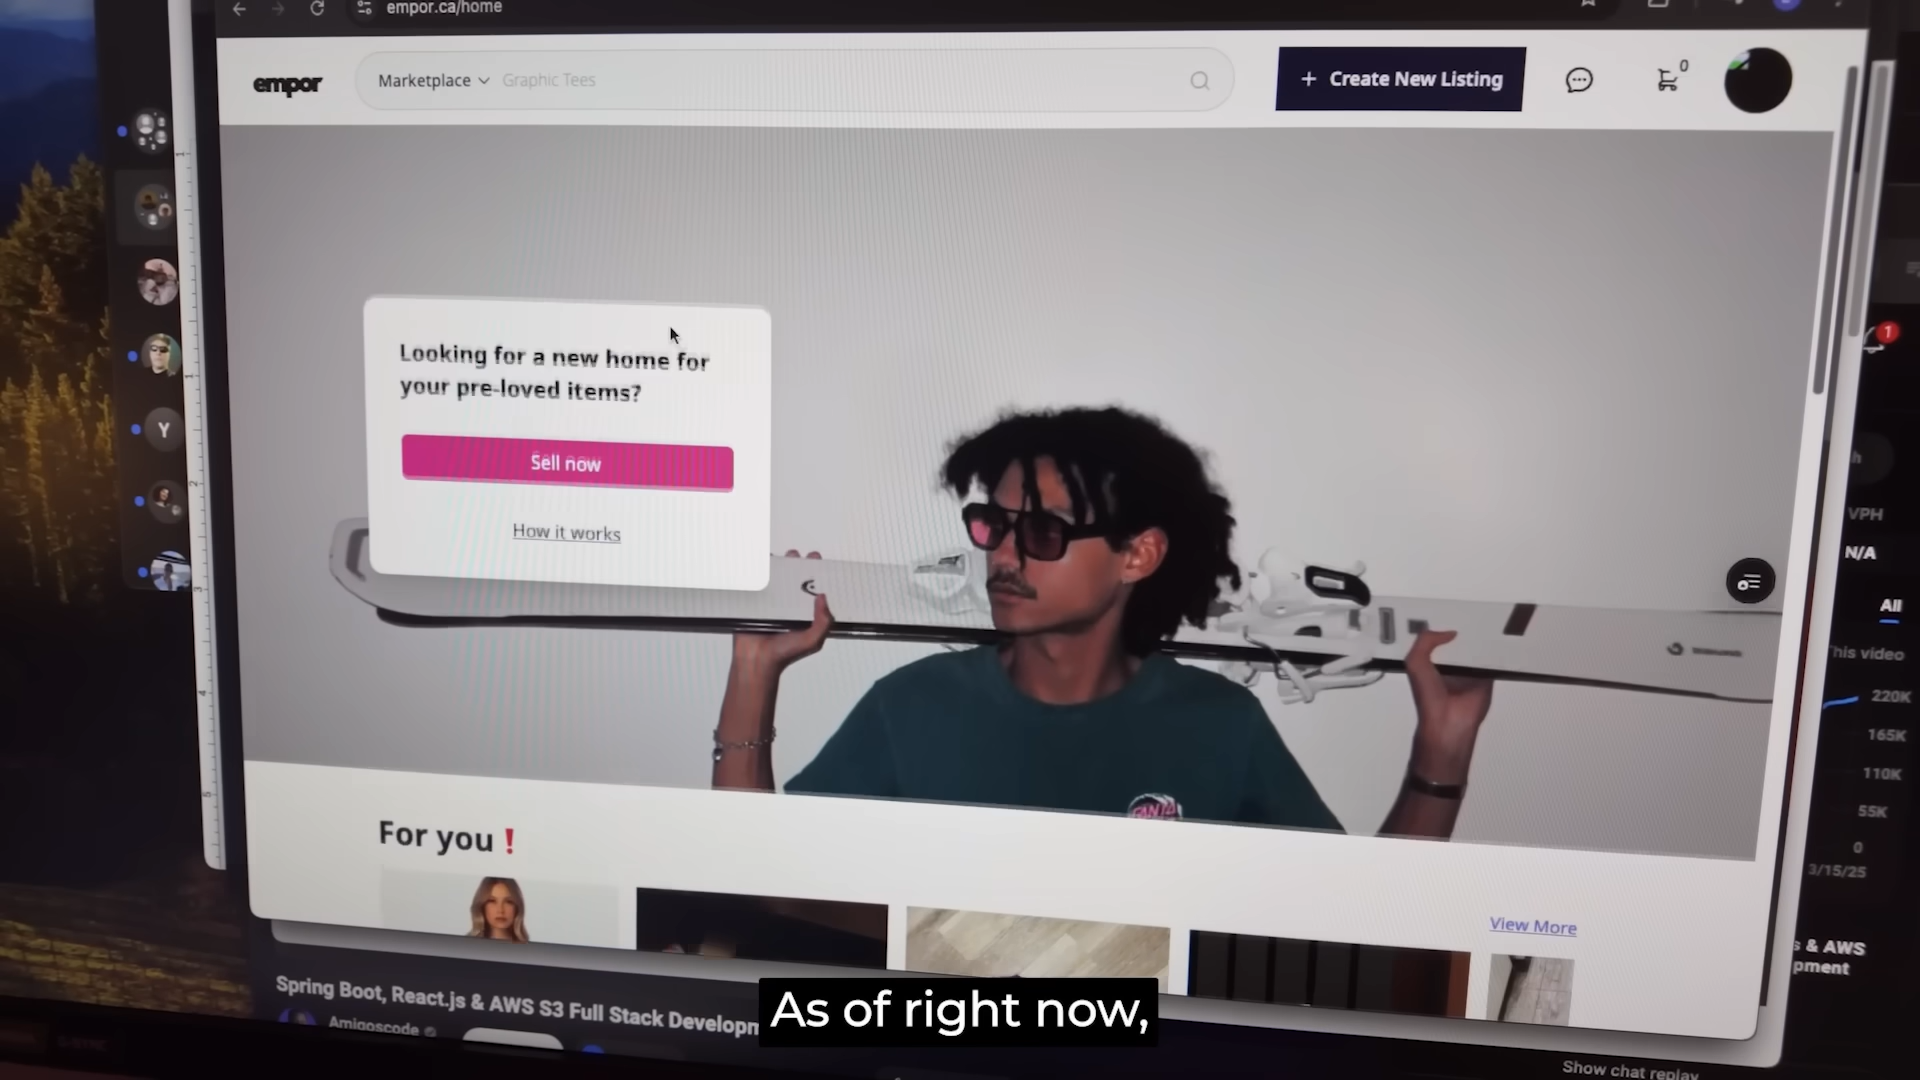 empor.ca/home
empor
Marketplace
Graphic Tees
+ Create New Listing
0
Looking for a new home for
your pre-loved items?
Sell now
How it works
For you !
View More
Y
1
VPH
N/A
All
This video
220K
165K
110K
55K
0
3/15/25
& AWS
Spring Boot, React.js & AWS S3 Full Stack
Amigoscode
As of right now,
Show chat replay